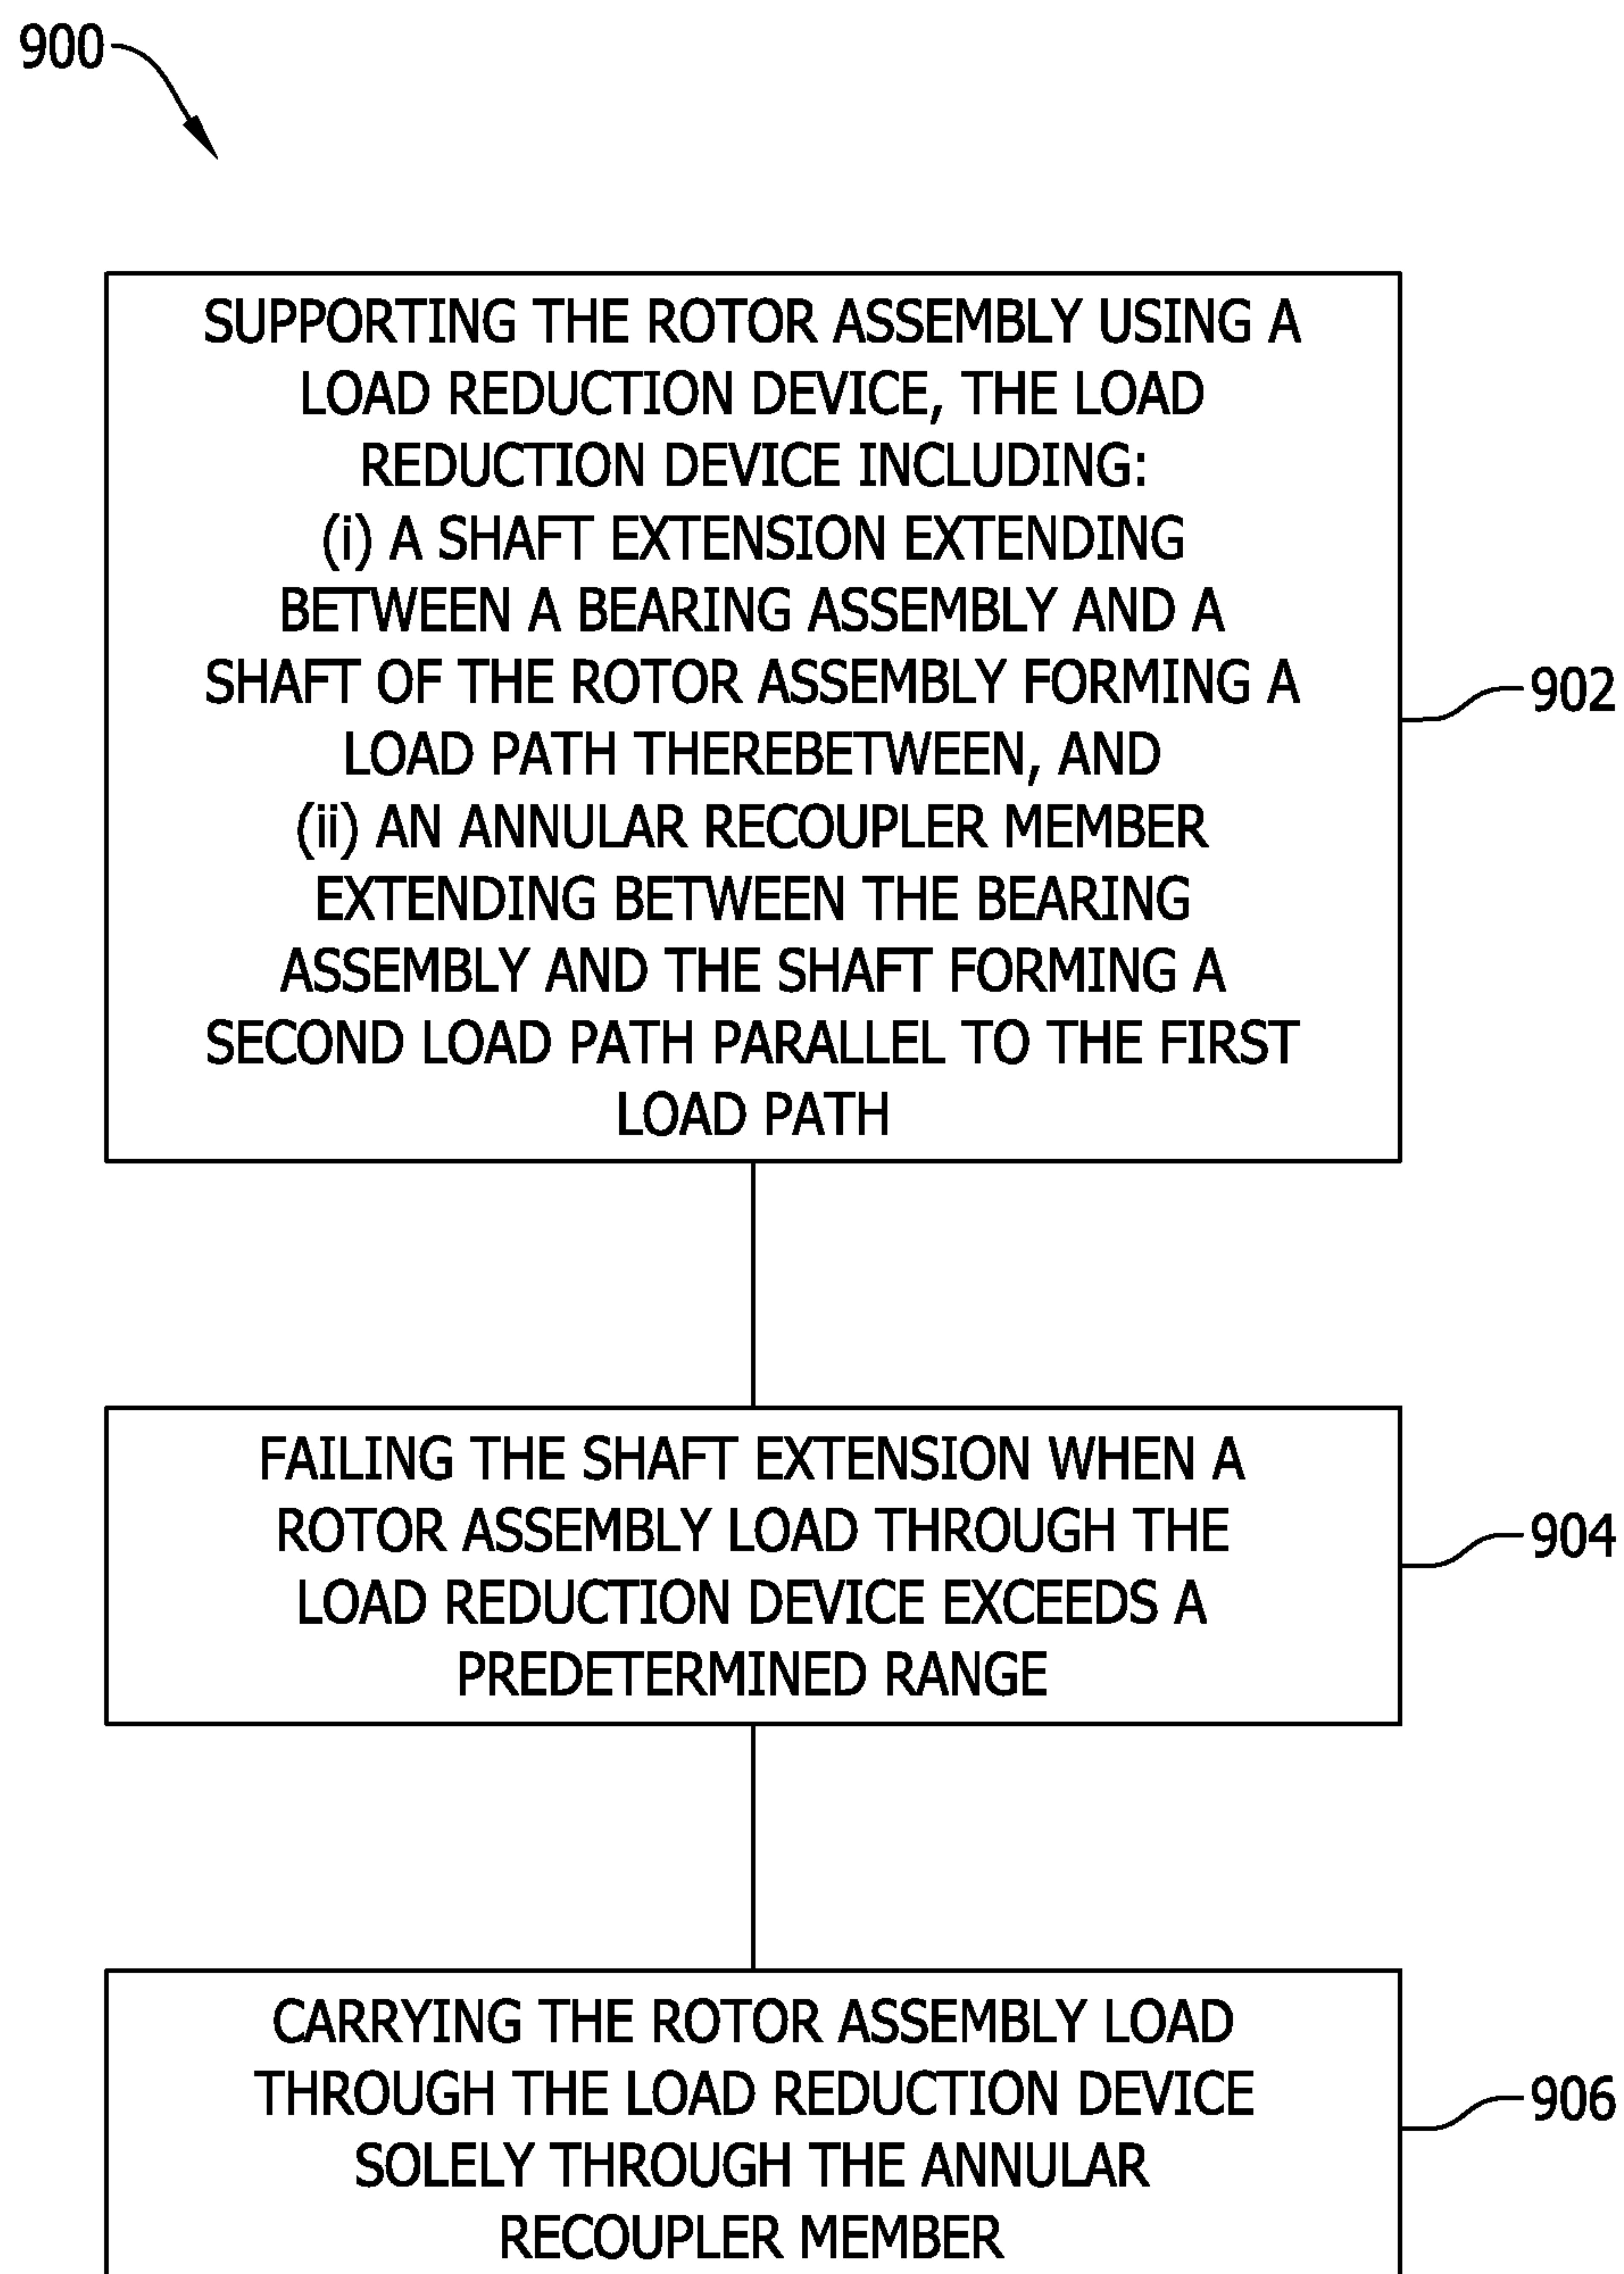 900
SUPPORTING THE ROTOR ASSEMBLY USING A
LOAD REDUCTION DEVICE, THE LOAD
REDUCTION DEVICE INCLUDING:
(i) A SHAFT EXTENSION EXTENDING
BETWEEN A BEARING ASSEMBLY AND A
SHAFT OF THE ROTOR ASSEMBLY FORMING A
LOAD PATH THEREBETWEEN, AND
(ii) AN ANNULAR RECOUPLER MEMBER
EXTENDING BETWEEN THE BEARING
ASSEMBLY AND THE SHAFT FORMING A
SECOND LOAD PATH PARALLEL TO THE FIRST
LOAD PATH
902
FAILING THE SHAFT EXTENSION WHEN A
ROTOR ASSEMBLY LOAD THROUGH THE
LOAD REDUCTION DEVICE EXCEEDS A
PREDETERMINED RANGE
904
CARRYING THE ROTOR ASSEMBLY LOAD
THROUGH THE LOAD REDUCTION DEVICE
SOLELY THROUGH THE ANNULAR
RECOUPLER MEMBER
906